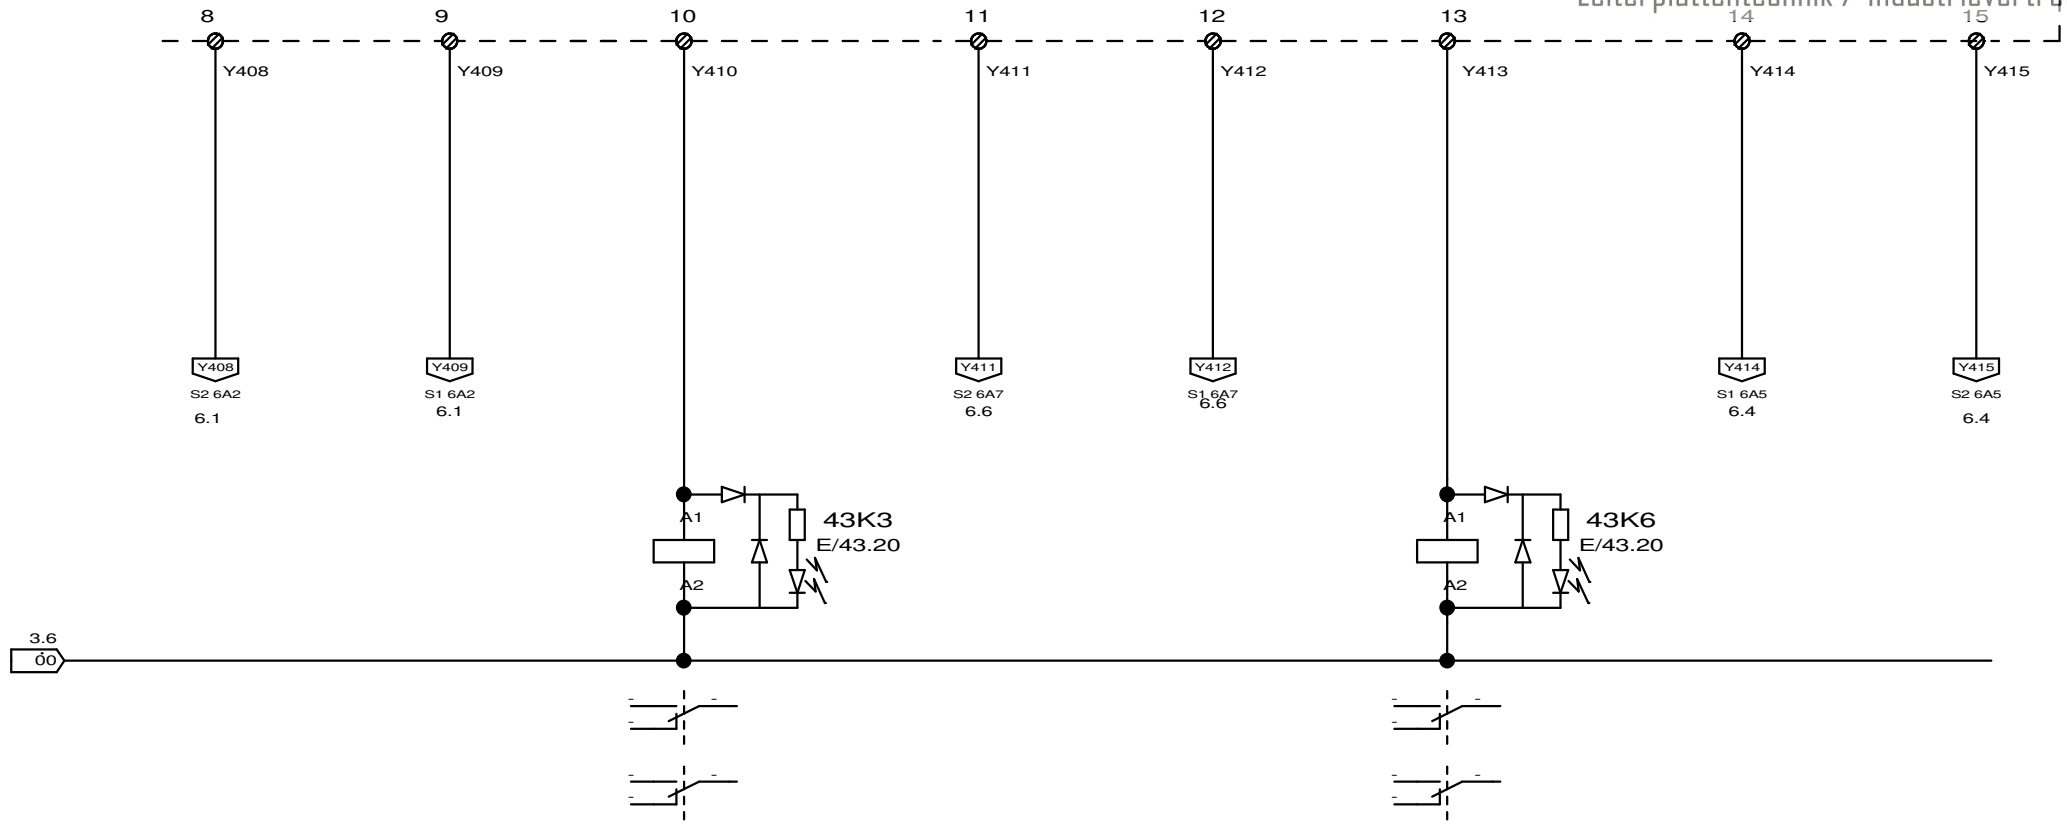 8 9 10 11 12 13 14 15
Y408 Y409 Y410 Y411 Y412 Y413 Y414 Y415
Y408 Y409 Y411 Y412 Y414 Y415
S2 6A2 S1 6A2 S2 6A7 S1 6A7 S1 6A5 S2 6A5
6.1 6.1 6.6 6.6 6.4 6.4
A1 43K3 A1 43K6
E/43.20 E/43.20
A2 A2
3.6
00